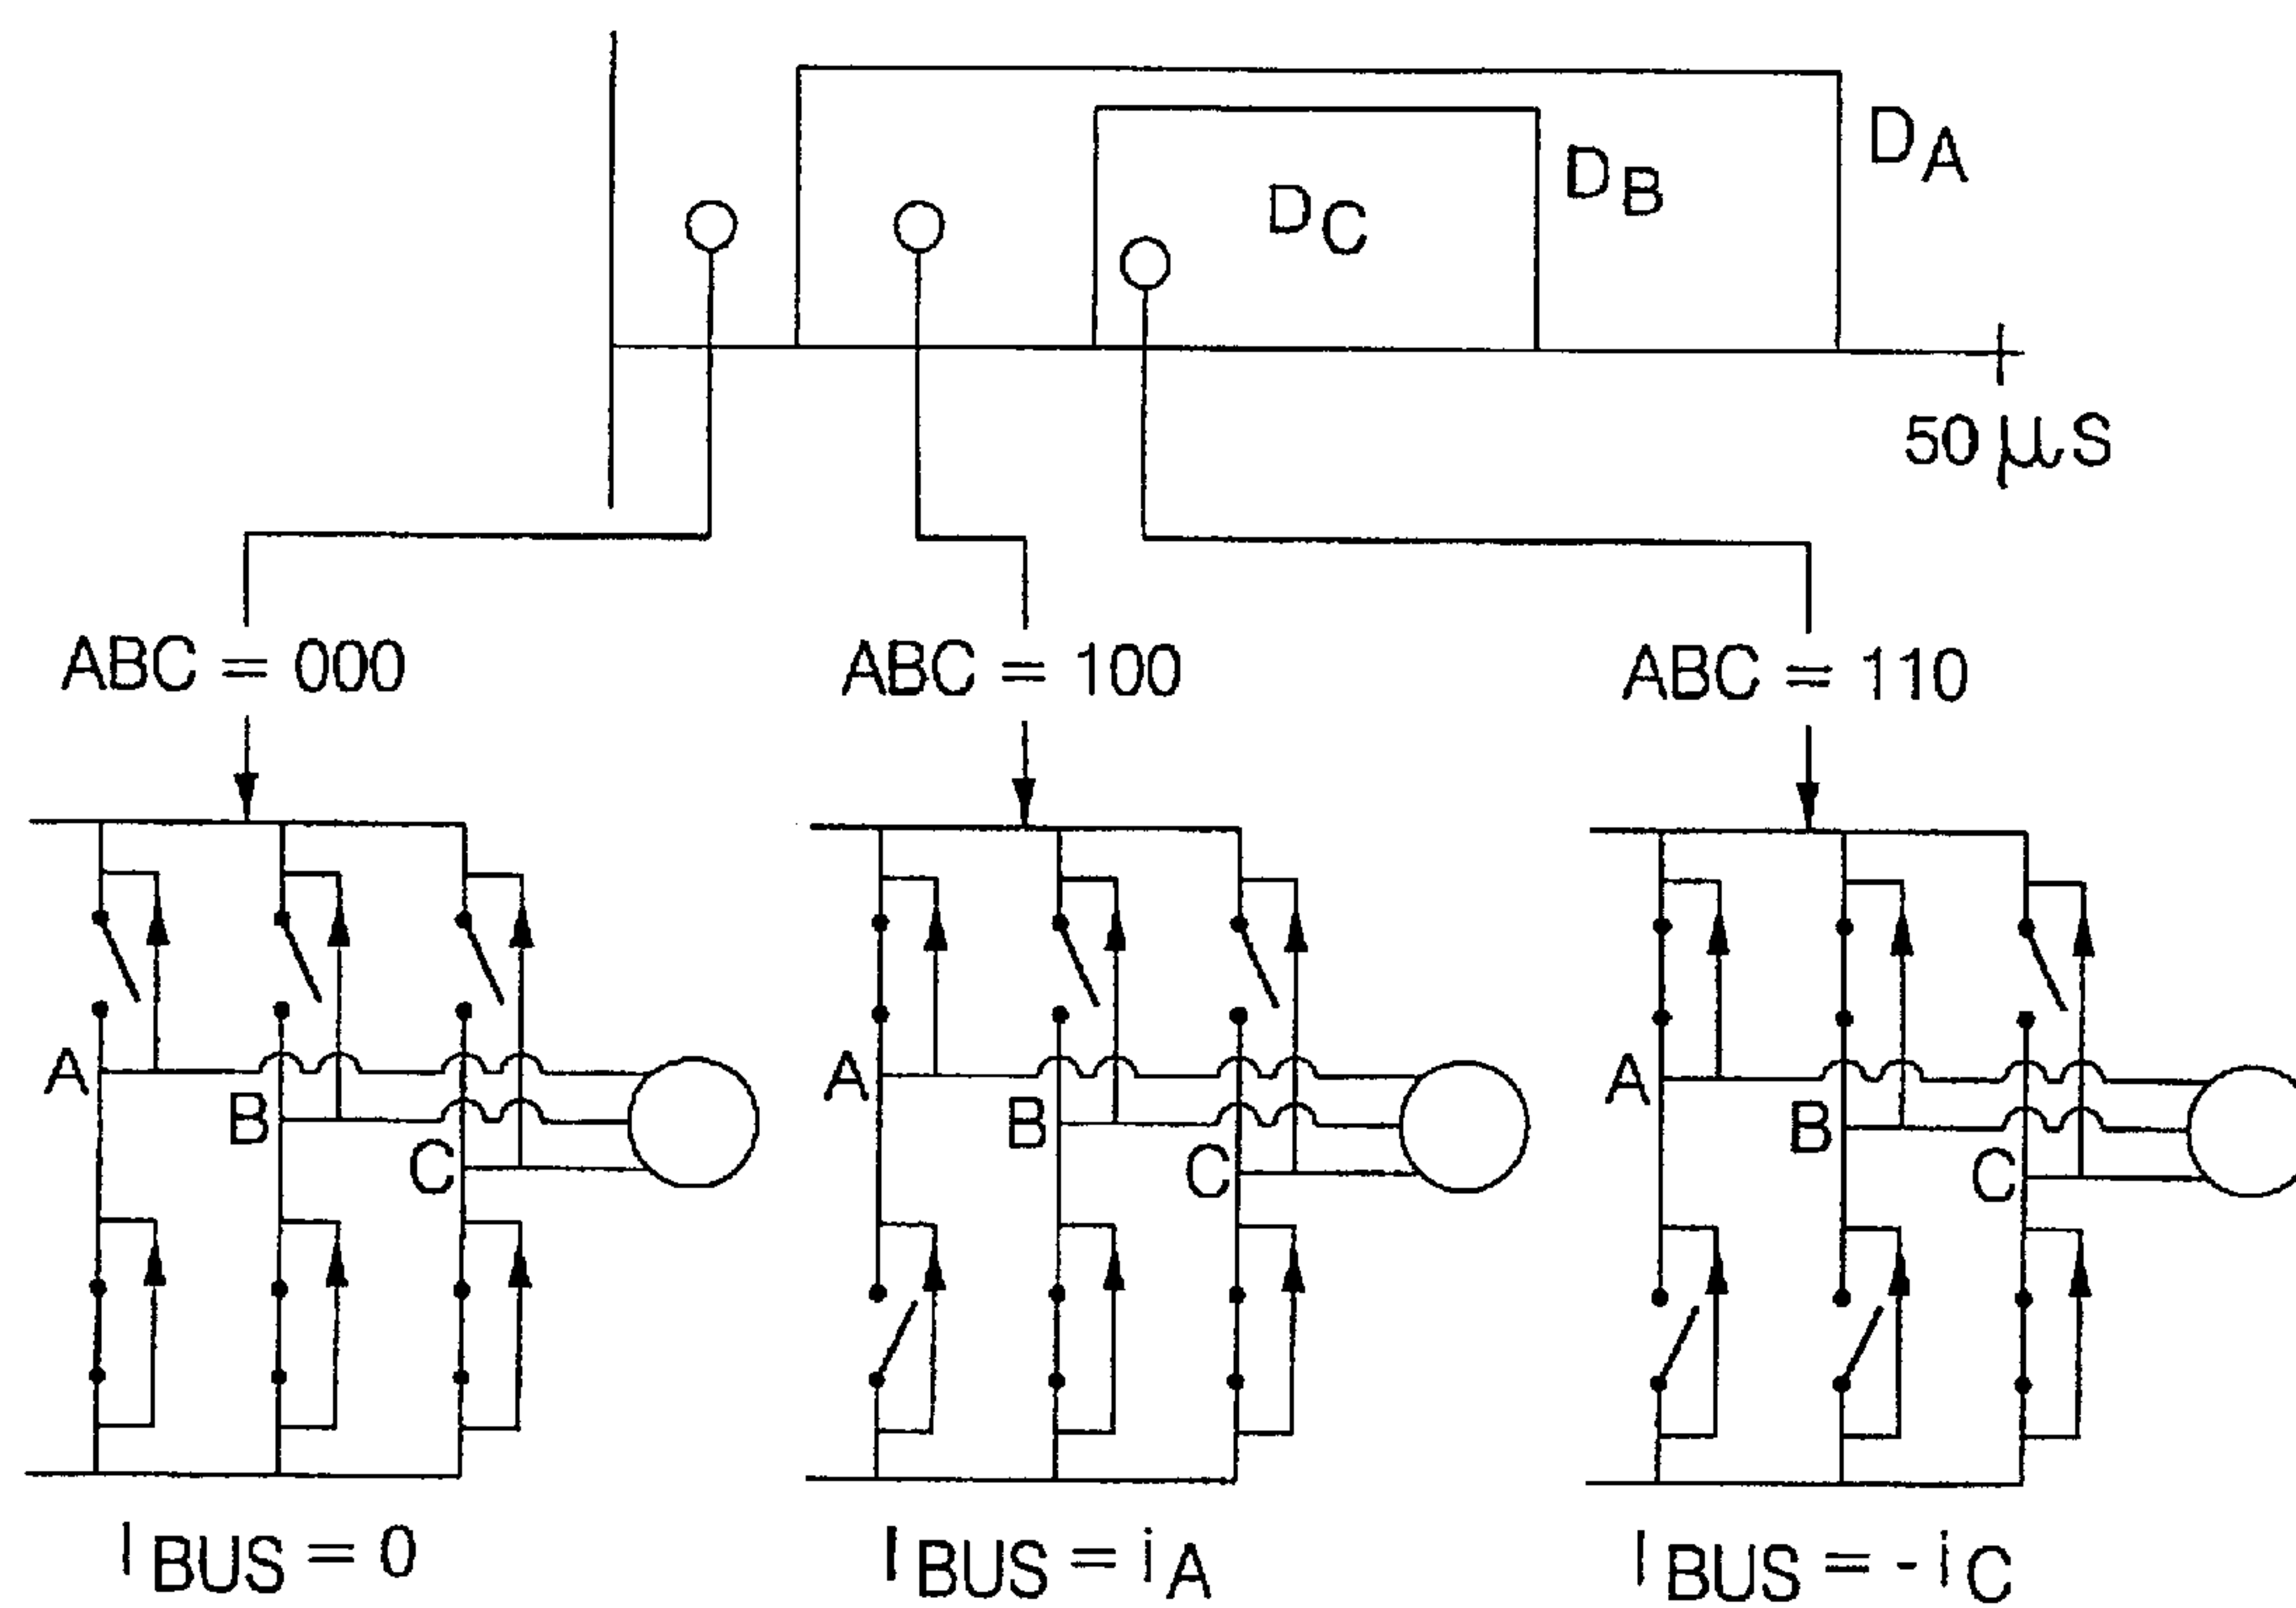 D_A
D_B
D_C
50 μS
ABC = 000
ABC = 100
ABC = 110
A
B
C
A
B
C
A
B
C
I_BUS = 0
I_BUS = i_A
I_BUS = -i_C